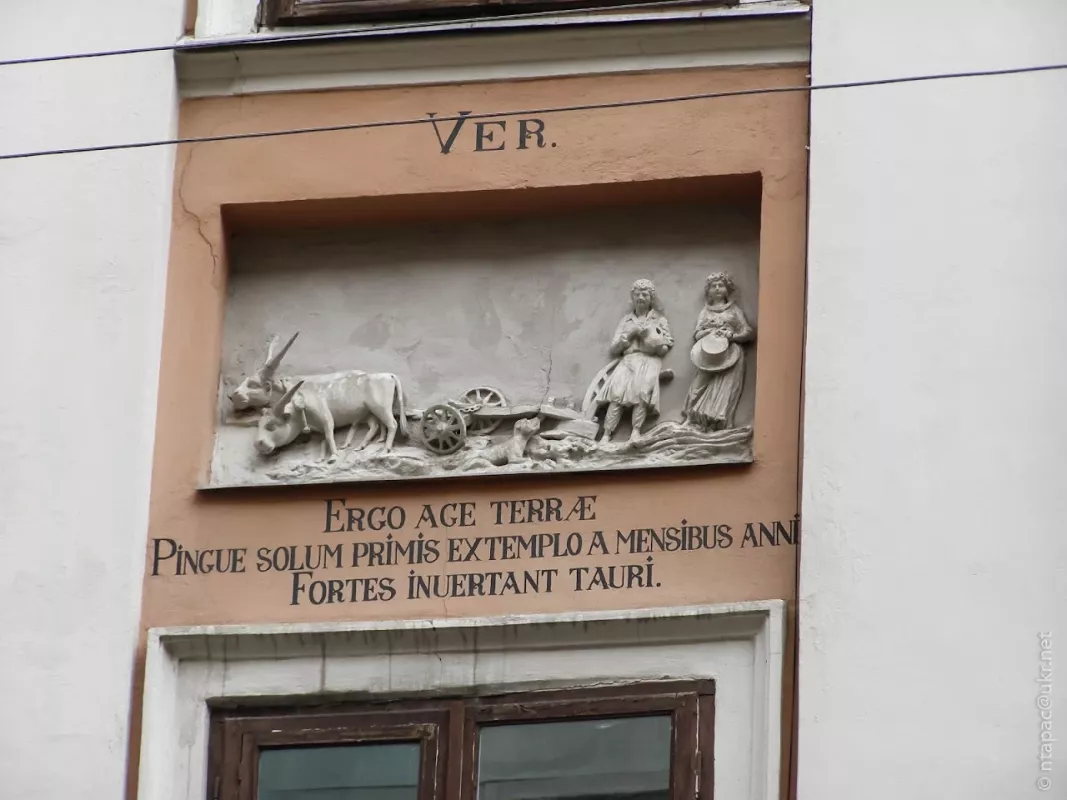 VER.
ERGO AGE TERRÆ
PINGUE SOLUM PRIMIS EXTEMPLO A MENSIBUS ANNI
FORTES INUERTANT TAURI.
© ntapac@ukr.net